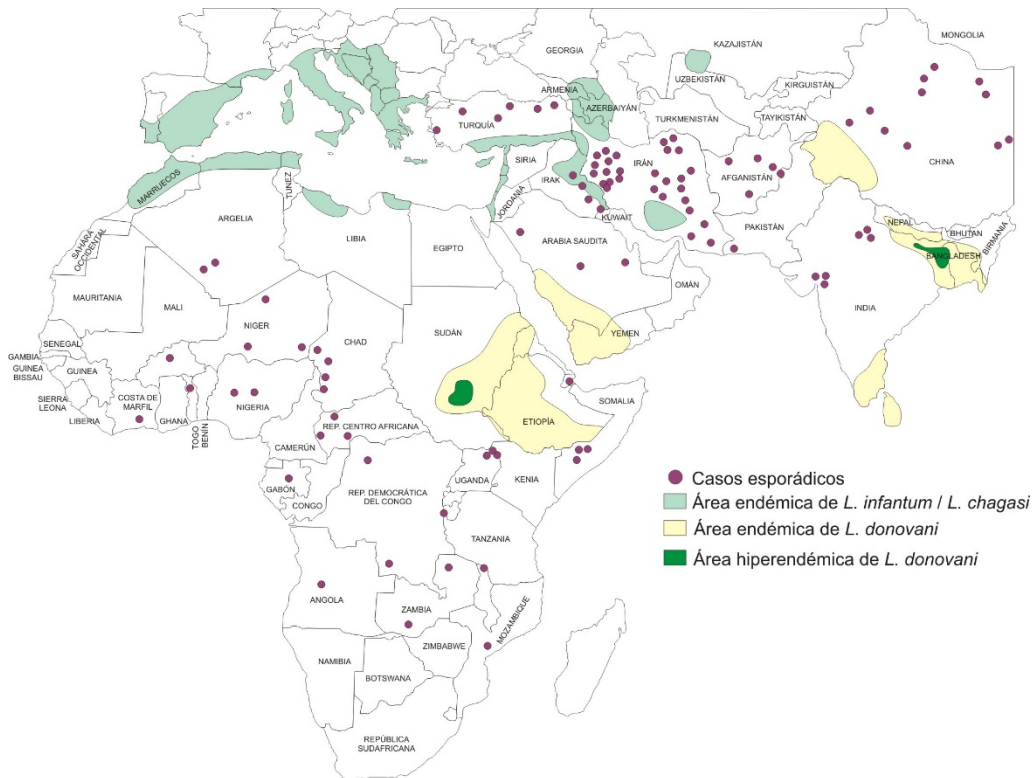 MONGOLIA
KAZAJISTÁN
GEORGIA
UZBEKISTÁN
KIRGUISTÁN
ARMENIA
AZERBAIYÁN
TURKMENISTÁN
TAYIKISTÁN
TURQUÍA
CHINA
SIRIA
IRÁN
AFGANISTÁN
IRAK
MARRUECOS
TUNEZ
JORDANIA
KUWAIT
PAKISTÁN
NEPAL
BHUTAN
BIRMANIA
SAHÁRA
OCCIDENTAL
ARGELIA
LIBIA
EGIPTO
ARABIA SAUDITA
BANGLADESH
OMÁN
MAURITANIA
MALI
NIGER
INDIA
SUDÁN
YEMEN
CHAD
SENEGAL
GAMBIA
GUINEA
BISSAU
GUINEA
SIERRA
LEONA
LIBERIA
COSTA DE
MARFIL
GHANA
TOGO
BENÍN
NIGERIA
SOMALIA
ETIOPÍA
REP. CENTRO AFRICANA
CAMERÚN
UGANDA
KENIA
GABÓN
CONGO
REP. DEMOCRÁTICA
DEL CONGO
Casos esporádicos
Área endémica de L. infantum / L. chagasi
Área endémica de L. donovani
Área hiperendémica de L. donovani
TANZANIA
ANGOLA
ZAMBIA
MOZAMBIQUE
ZIMBABWE
NAMIBIA
BOTSWANA
REPÚBLICA
SUDAFRICANA